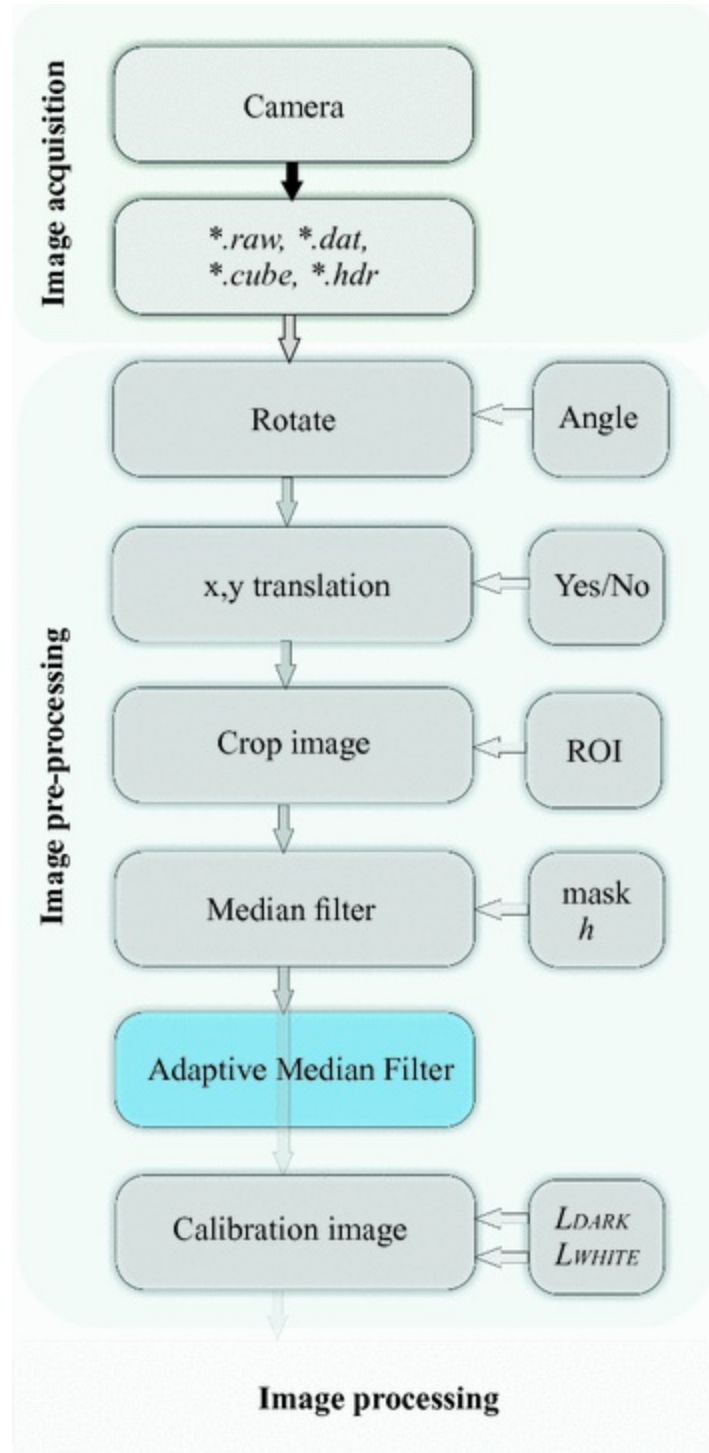 Image acquisition
Camera
*.raw, *.dat,
*.cube, *.hdr
Image pre-processing
Rotate
Angle
x,y translation
Yes/No
Crop image
ROI
Median filter
mask
h
Adaptive Median Filter
Calibration image
LDARK
LWHITE
Image processing